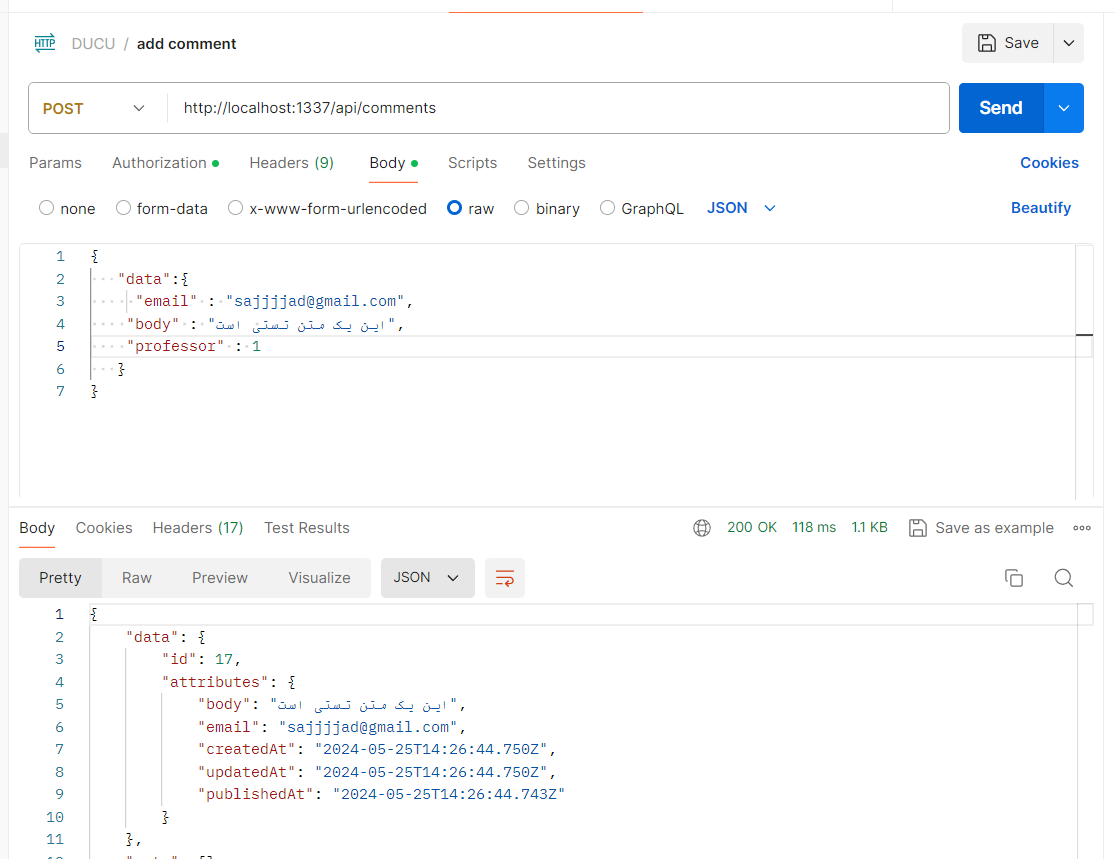 DUCU / add comment
Save
POST http://localhost:1337/api/comments
Send
Params Authorization Headers (9) Body Scripts Settings Cookies
none form-data x-www-form-urlencoded raw binary GraphQL JSON Beautify
1 {
2 "data":{
3 "email" : "sajjjjad@gmail.com",
4 "body" : "این یک متن تستی است",
5 "professor" : 1
6 }
7 }
Body Cookies Headers (17) Test Results 200 OK 118 ms 1.1 KB Save as example
Pretty Raw Preview Visualize JSON
1 {
2 "data": {
3 "id": 17,
4 "attributes": {
5 "body": "این یک متن تستی است",
6 "email": "sajjjjad@gmail.com",
7 "createdAt": "2024-05-25T14:26:44.750Z",
8 "updatedAt": "2024-05-25T14:26:44.750Z",
9 "publishedAt": "2024-05-25T14:26:44.743Z"
10 }
11 },